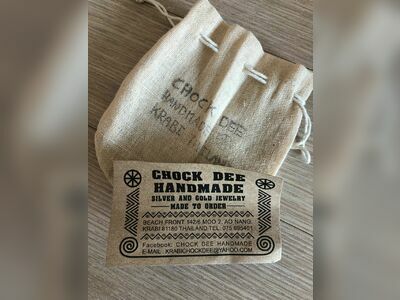 CHOCK DEE
HANDMADE
KRABI
CHOCK DEE
HANDMADE
SILVER AND GOLD JEWELRY
MADE TO ORDER
BEACH FRONT 142/6 MOO 2, AO NANG,
KRABI 81180 THAILAND TEL: 075 695401
Facebook: CHOCK DEE HANDMADE
E-MAIL: KRABICHOCKDEE@YAHOO.COM